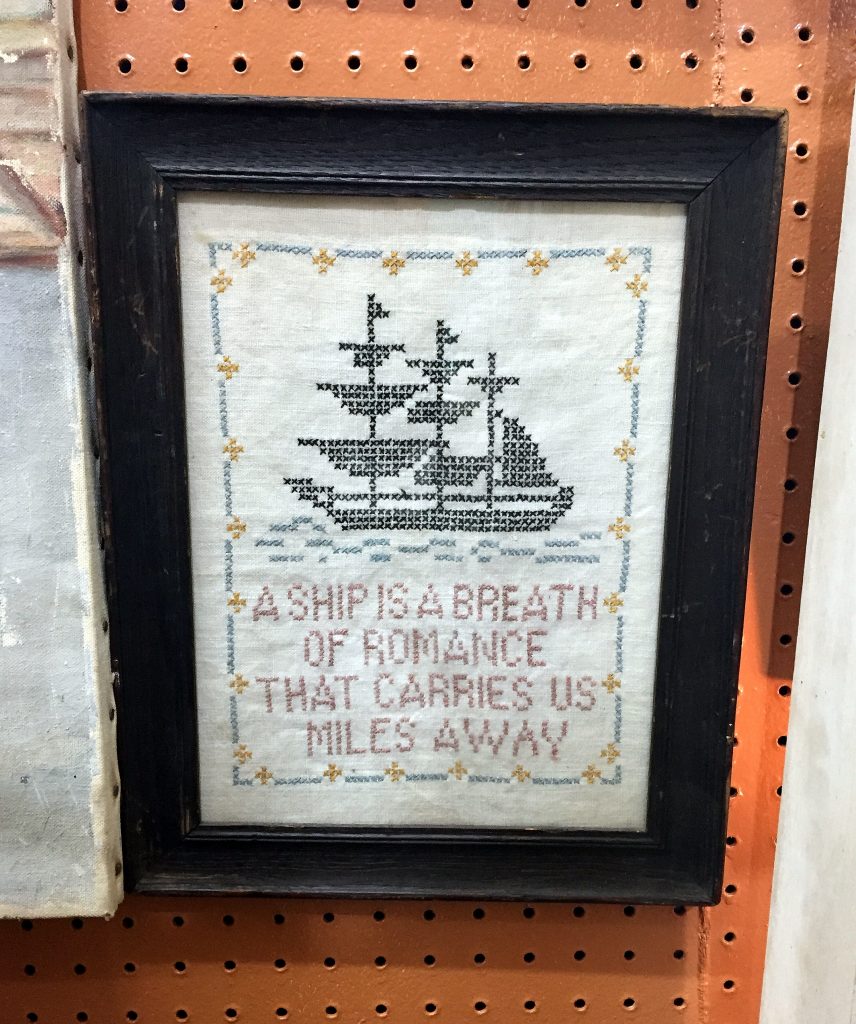 A SHIP IS A BREATH
OF ROMANCE
THAT CARRIES US
MILES AWAY